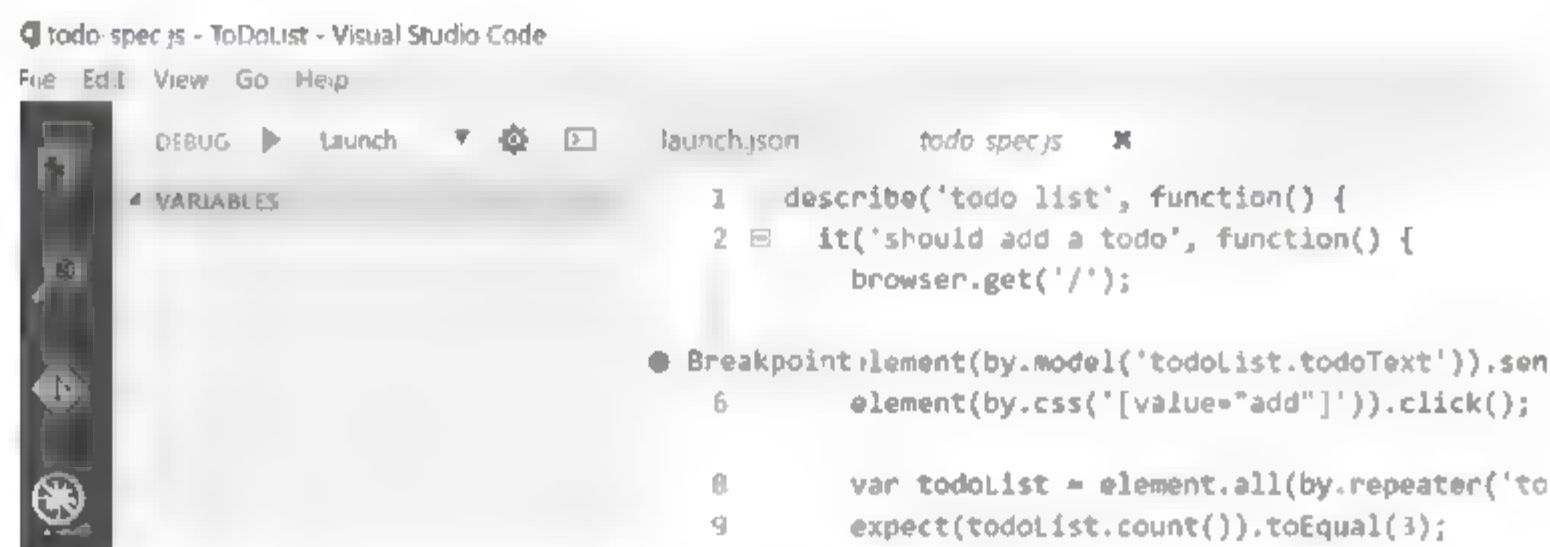 todo-spec.js - ToDoList - Visual Studio Code
File Edit View Go Help
DEBUG Launch launch.json todo-spec.js
VARIABLES
1 describe('todo list', function() {
2 it('should add a todo', function() {
browser.get('/');
Breakpoint lement(by.model('todoList.todoText')).sen
6 element(by.css('[value="add"]')).click();
8 var todoList = element.all(by.repeater('to
9 expect(todoList.count()).toEqual(3);